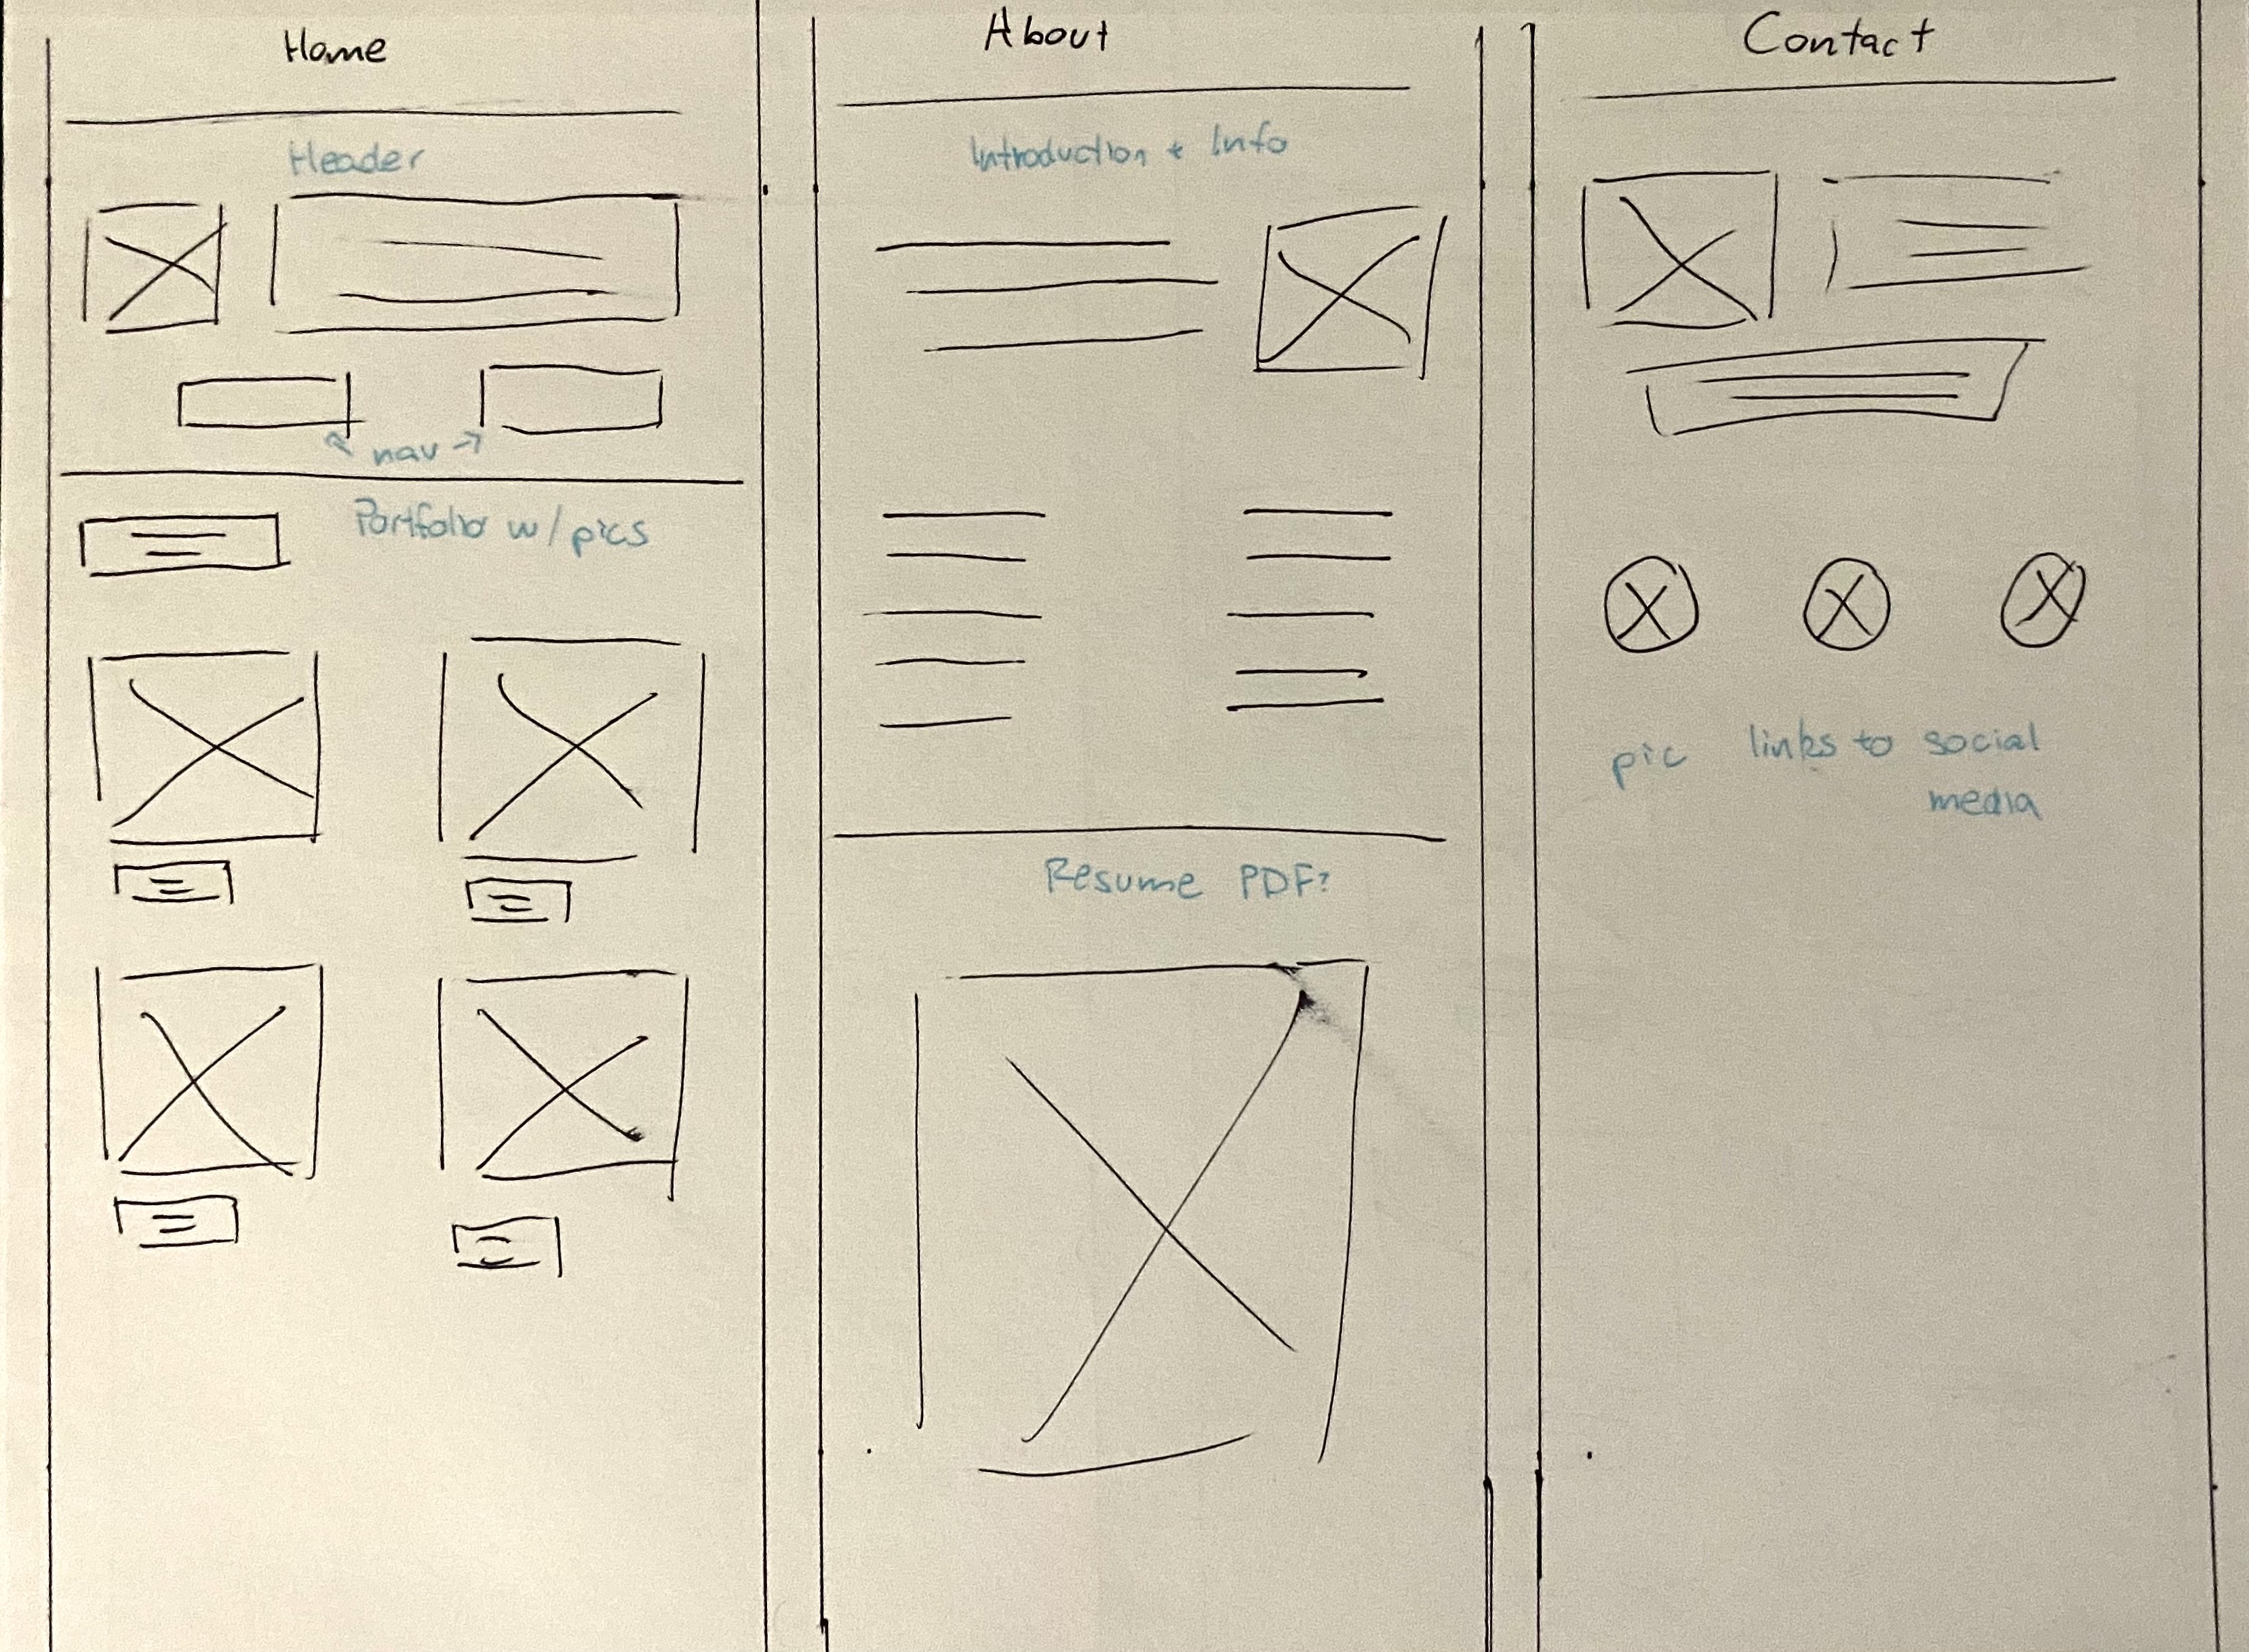 Home
Header
nav
Portfolio w/pics
About
Introduction + Info
Resume PDF?
Contact
pic links to social
media